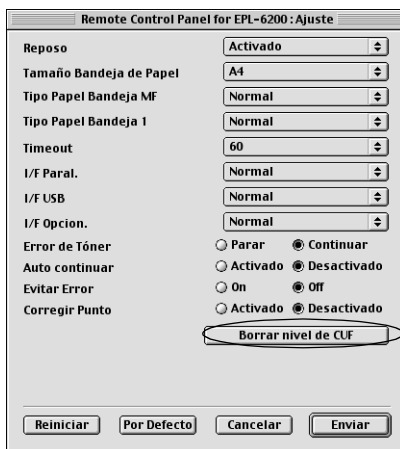 Remote Control Panel for EPL-6200 : Ajuste
Reposo Activado
Tamaño Bandeja de Papel A4
Tipo Papel Bandeja MF Normal
Tipo Papel Bandeja 1 Normal
Timeout 60
I/F Paral. Normal
I/F USB Normal
I/F Opcion. Normal
Error de Tóner Parar Continuar
Auto continuar Activado Desactivado
Evitar Error On Off
Corregir Punto Activado Desactivado
Borrar nivel de CUF
Reiniciar Por Defecto Cancelar Enviar